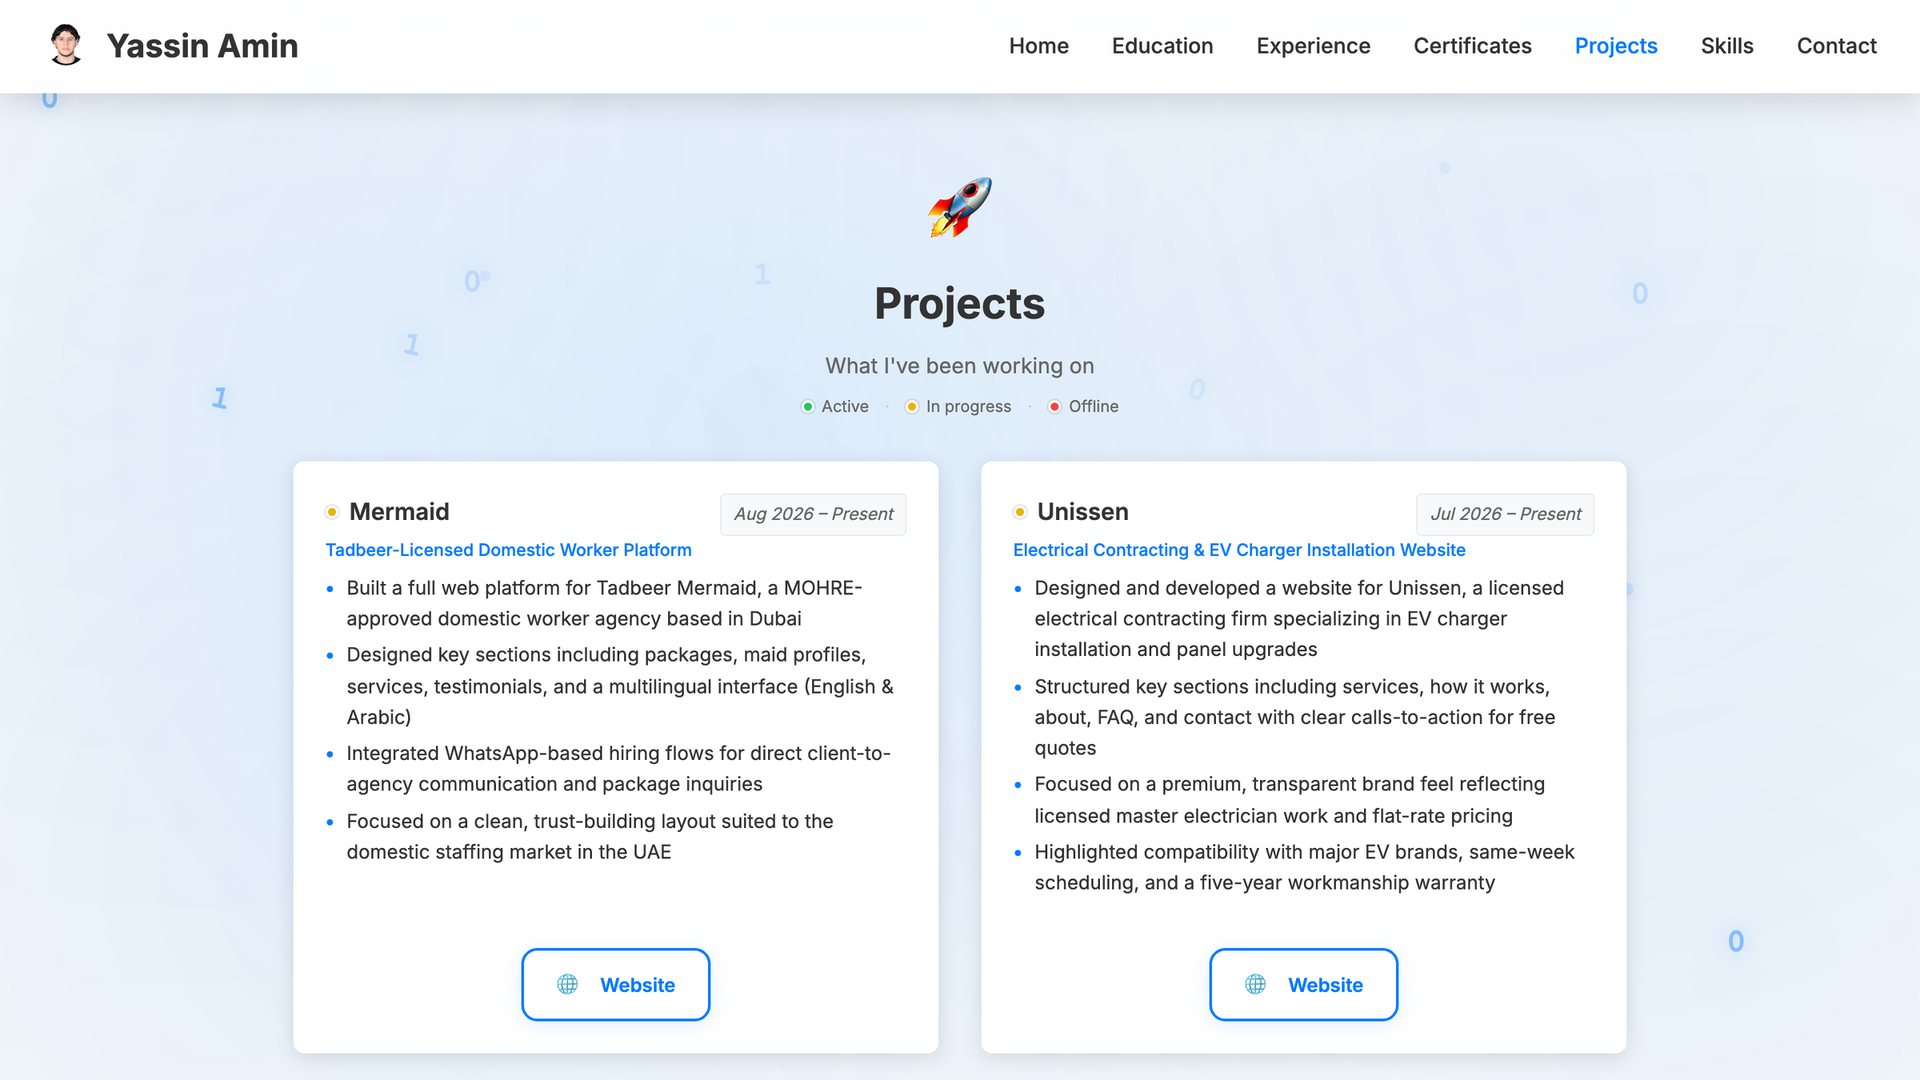 Yassin Amin
Home
Education
Experience
Certificates
Projects
Skills
Contact
0
0
1
0
1
1
0
Projects
What I've been working on
Active · In progress · Offline
Mermaid
Aug 2026 – Present
Tadbeer-Licensed Domestic Worker Platform
• Built a full web platform for Tadbeer Mermaid, a MOHRE-
approved domestic worker agency based in Dubai
• Designed key sections including packages, maid profiles,
services, testimonials, and a multilingual interface (English &
Arabic)
• Integrated WhatsApp-based hiring flows for direct client-to-
agency communication and package inquiries
• Focused on a clean, trust-building layout suited to the
domestic staffing market in the UAE
Website
Unissen
Jul 2026 – Present
Electrical Contracting & EV Charger Installation Website
• Designed and developed a website for Unissen, a licensed
electrical contracting firm specializing in EV charger
installation and panel upgrades
• Structured key sections including services, how it works,
about, FAQ, and contact with clear calls-to-action for free
quotes
• Focused on a premium, transparent brand feel reflecting
licensed master electrician work and flat-rate pricing
• Highlighted compatibility with major EV brands, same-week
scheduling, and a five-year workmanship warranty
Website
0